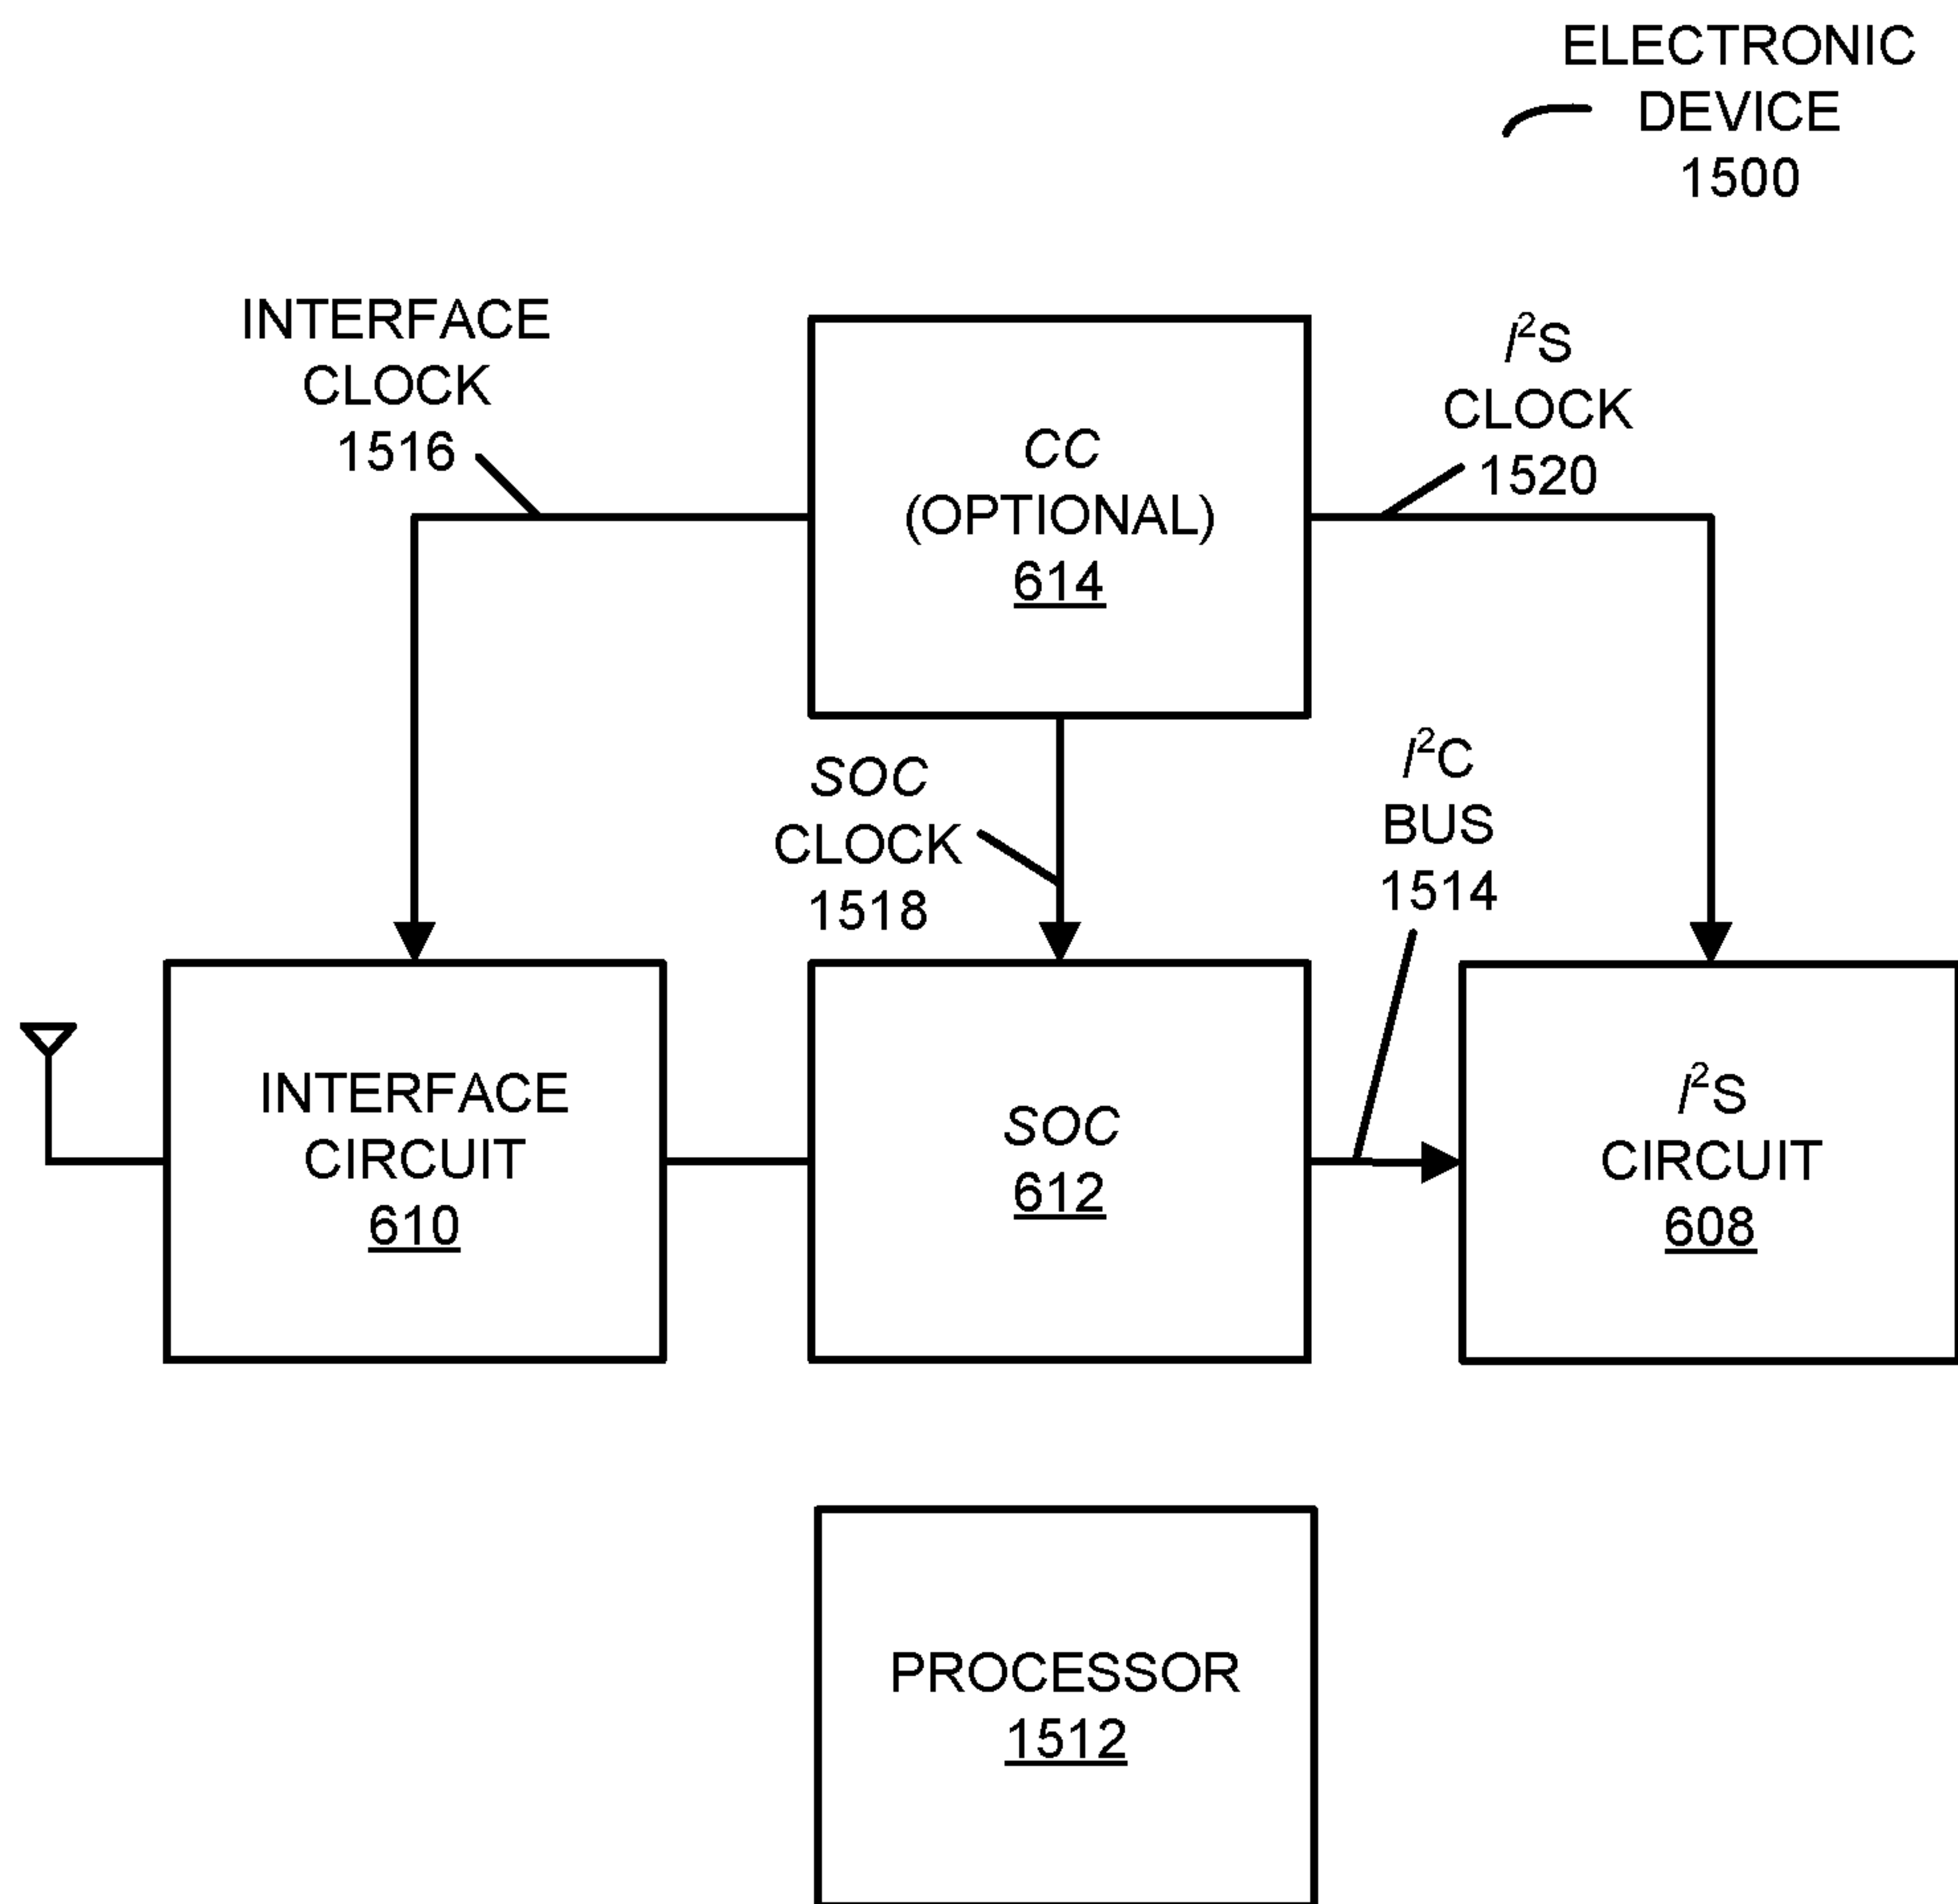 ELECTRONIC
DEVICE
1500
INTERFACE
CLOCK
1516
CC
(OPTIONAL)
614
I²S
CLOCK
1520
SOC
CLOCK
1518
I²C
BUS
1514
INTERFACE
CIRCUIT
610
SOC
612
I²S
CIRCUIT
608
PROCESSOR
1512